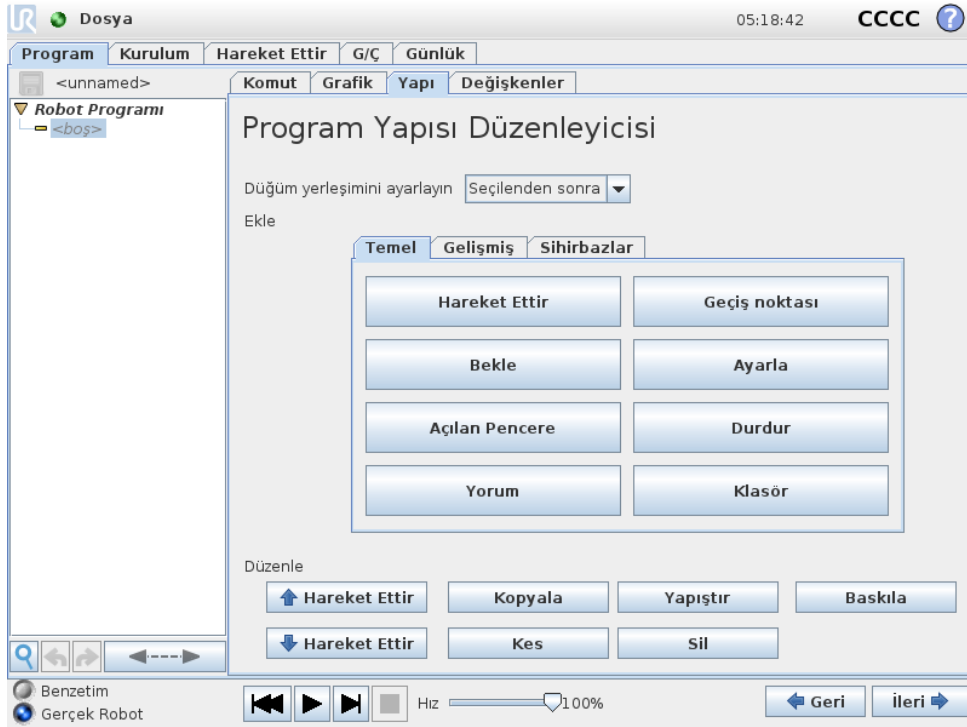 UR Dosya 05:18:42 CCCC ?
Program Kurulum Hareket Ettir G/Ç Günlük
<unnamed>
Komut Grafik Yapı Değişkenler
Robot Programı
<boş>
Program Yapısı Düzenleyicisi
Düğüm yerleşimini ayarlayın Seçilenden sonra
Ekle
Temel Gelişmiş Sihirbazlar
Hareket Ettir Geçiş noktası
Bekle Ayarla
Açılan Pencere Durdur
Yorum Klasör
Düzenle
Hareket Ettir Kopyala Yapıştır Baskıla
Hareket Ettir Kes Sil
Benzetim
Gerçek Robot
Hız 100%
Geri İleri